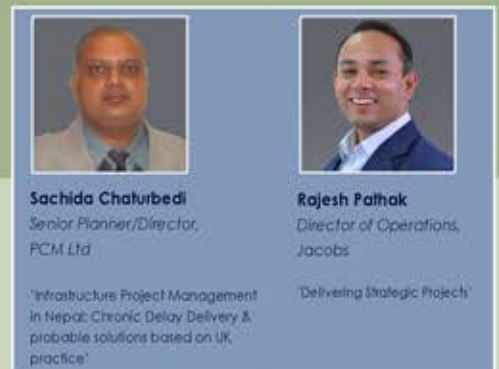 Sachida Chaturbedi
Senior Planner/Director,
PCM Ltd
"Infrastructure Project Management
in Nepal: Chronic Delay Delivery &
probable solutions based on UK
practice"
Rajesh Pathak
Director of Operations,
Jacobs
"Delivering Strategic Projects"